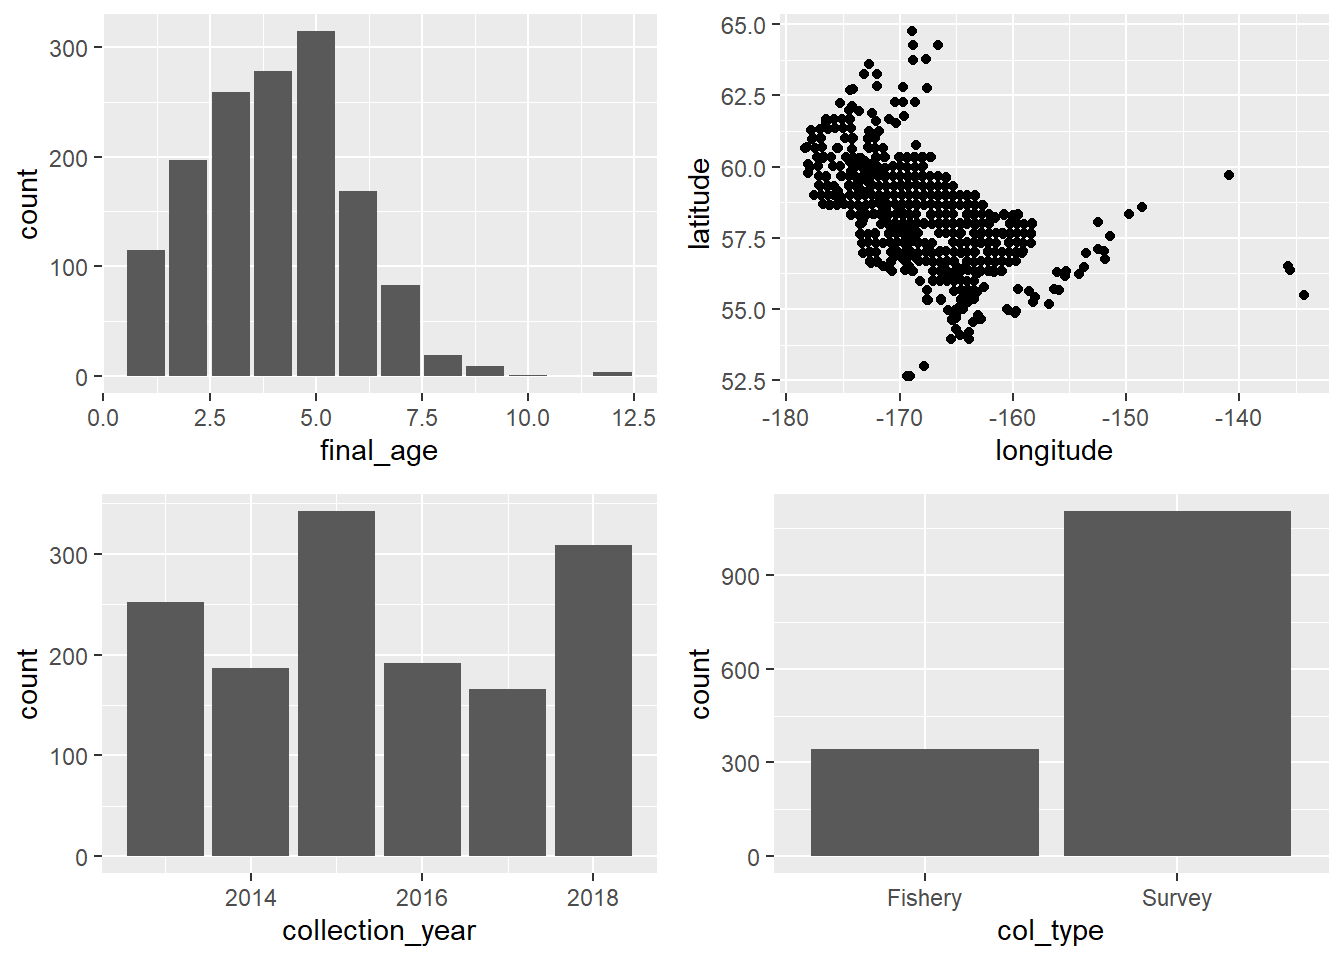 300
200
100
0
count
0.0 2.5 5.0 7.5 10.0 12.5
final_age
65.0
62.5
60.0
57.5
55.0
52.5
latitude
-180 -170 -160 -150 -140
longitude
300
200
100
0
count
2014 2016 2018
collection_year
900
600
300
0
count
Fishery Survey
col_type